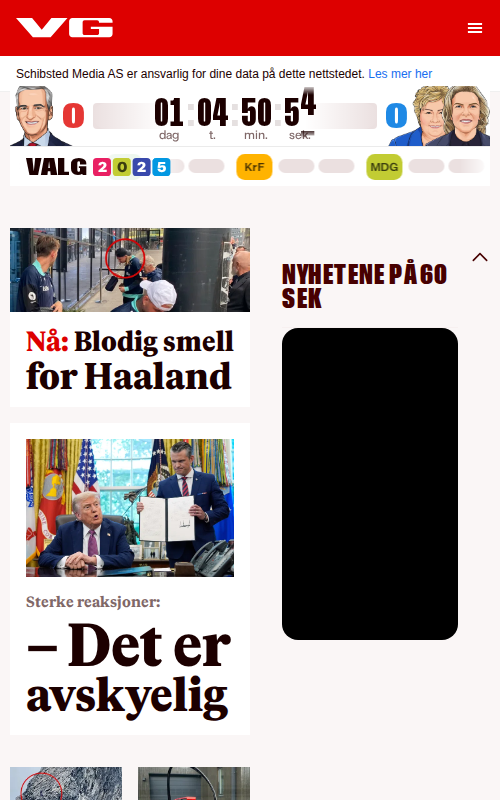 VG
Schibsted Media AS er ansvarlig for dine data på dette nettstedet. Les mer her
0 01 : 04 : 50 : 54 0
dag t. min. sek.
VALG 2025 KrF MDG
Nå: Blodig smell
for Haaland
NYHETENE PÅ 60
SEK
Sterke reaksjoner:
– Det er
avskyelig